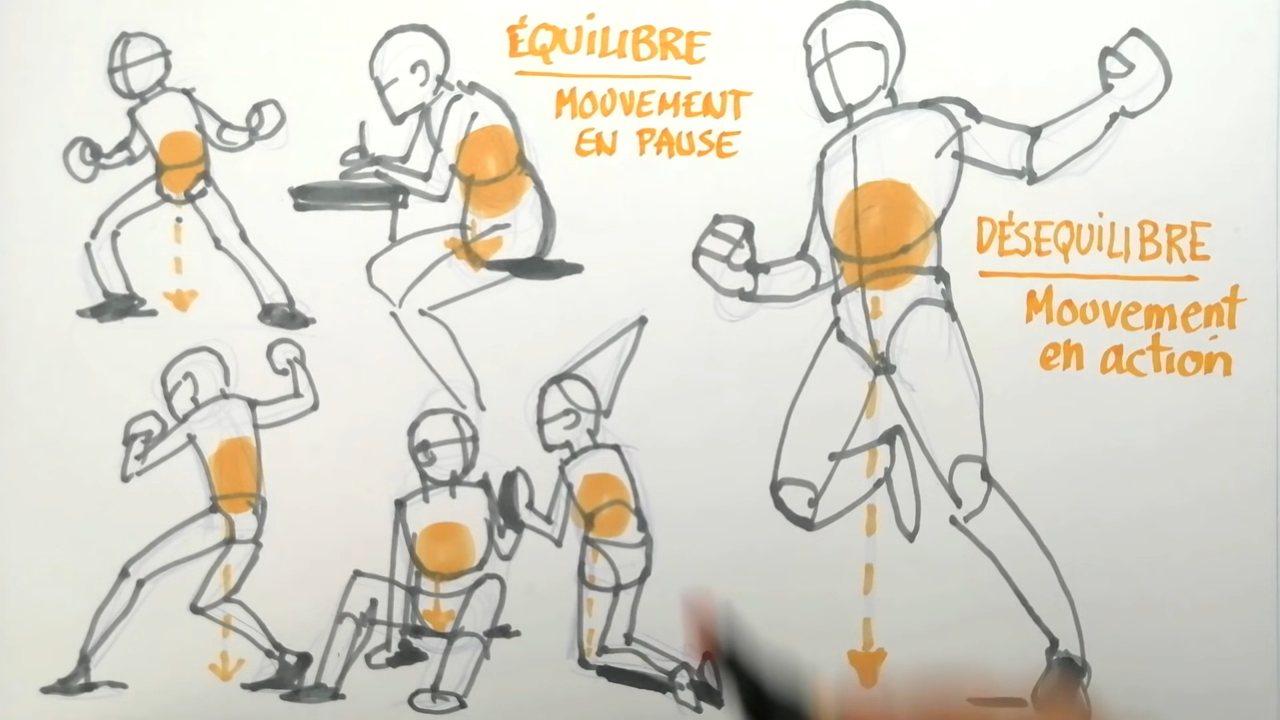 ÉQUiLiBRE
MOUVEMENT
EN PAUSE
DÉSEQUiLiBRE
Mouvement
en action